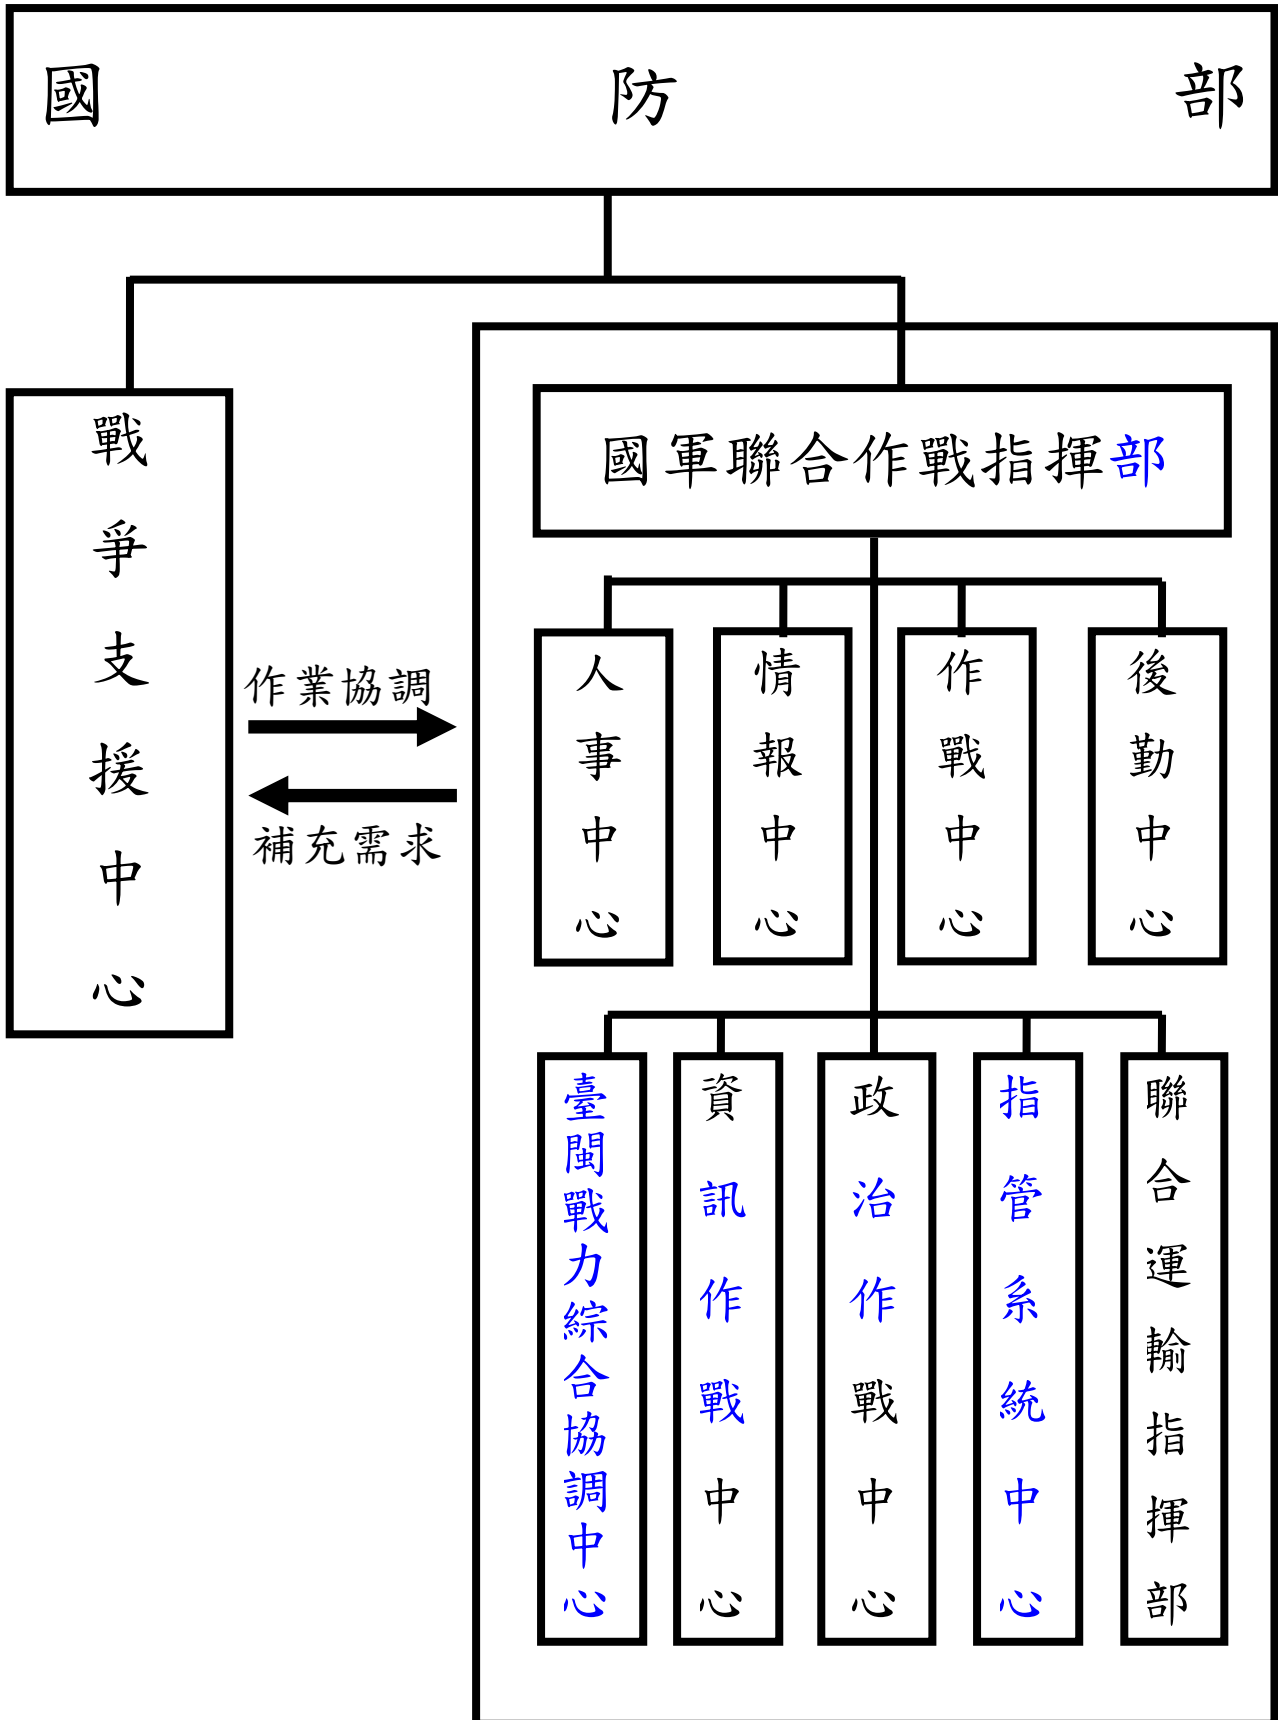 國防部
戰爭支援中心
作業協調
補充需求
國軍聯合作戰指揮部
人事中心
情報中心
作戰中心
後勤中心
臺閩戰力綜合協調中心
資訊作戰中心
政治作戰中心
指管系統中心
聯合運輸指揮部